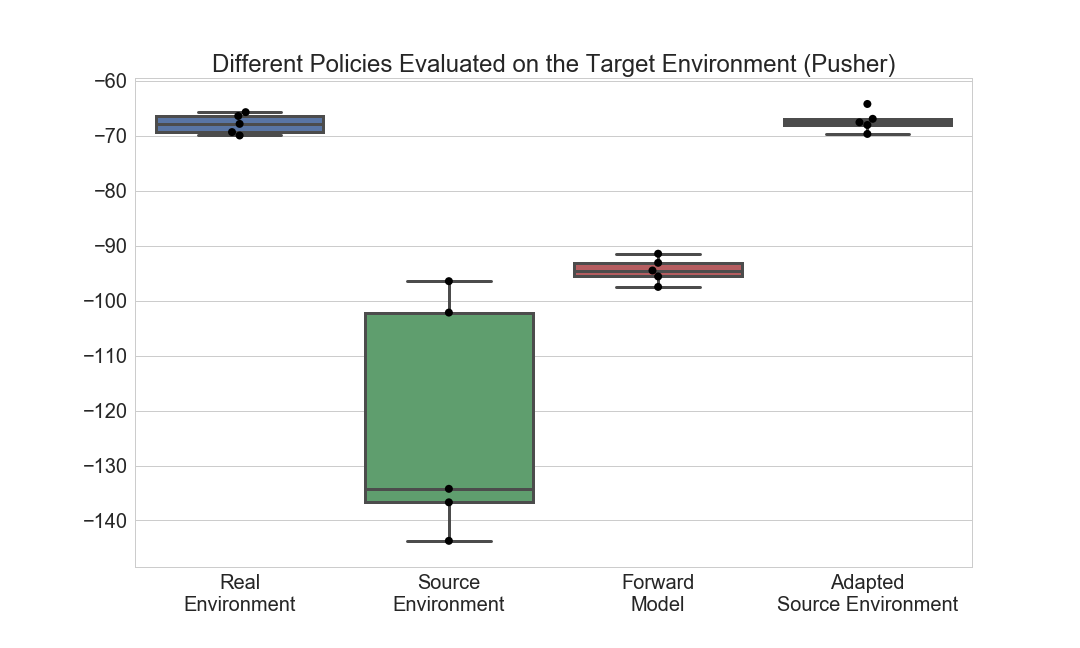 Different Policies Evaluated on the Target Environment (Pusher)
−60
−70
−80
−90
−100
−110
−120
−130
−140
Real
Environment
Source
Environment
Forward
Model
Adapted
Source Environment